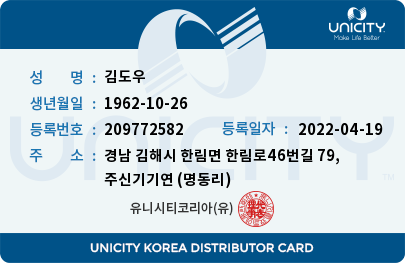 UNICITY
Make Life Better
성 명 : 김도우
생년월일 : 1962-10-26
등록번호 : 209772582 등록일자 : 2022-04-19
주 소 : 경남 김해시 한림면 한림로46번길 79,
주신기기연 (명동리)
유니시티코리아(유)
UNICITY
UNICITY KOREA DISTRIBUTOR CARD